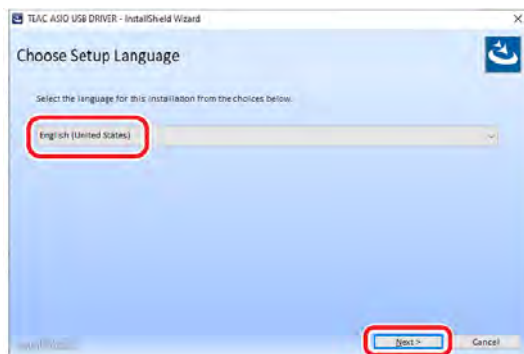 TEAC ASIO USB DRIVER - InstallShield Wizard
Choose Setup Language
Select the language for this installation from the choices below.
English (United States)
InstallShield
Next >
Cancel